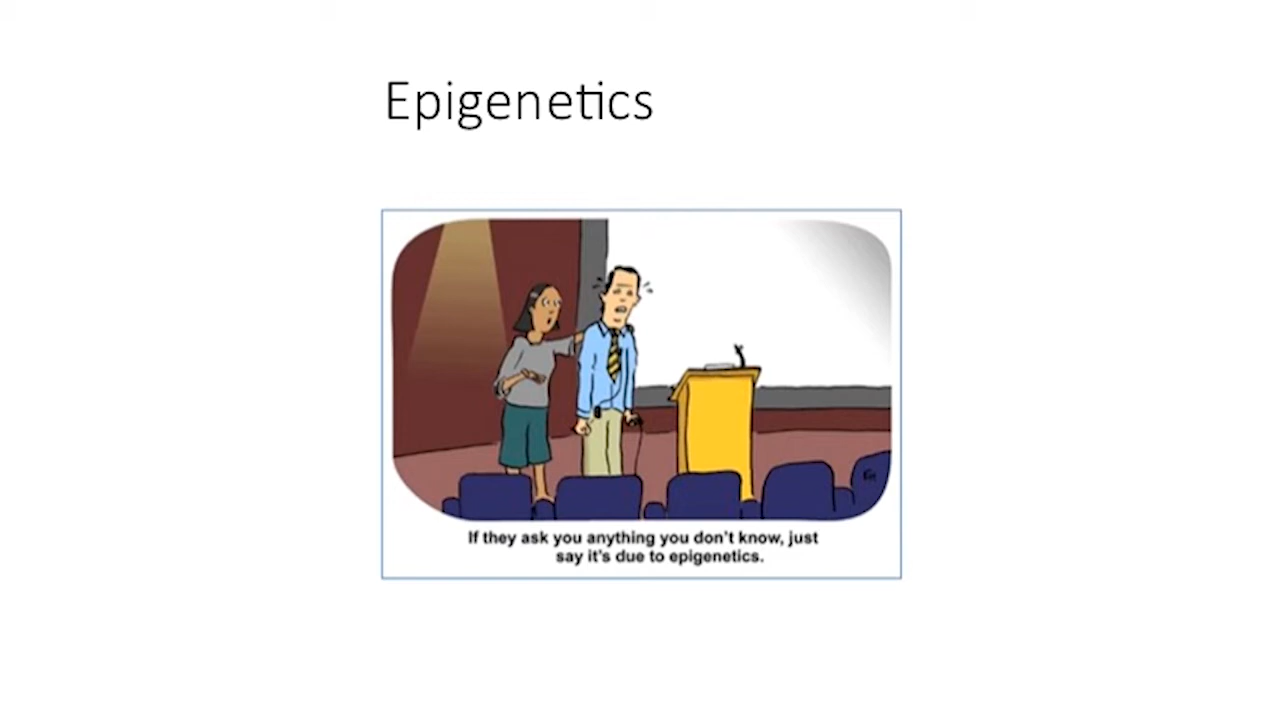 Epigenetics
If they ask you anything you don't know, just
say it's due to epigenetics.